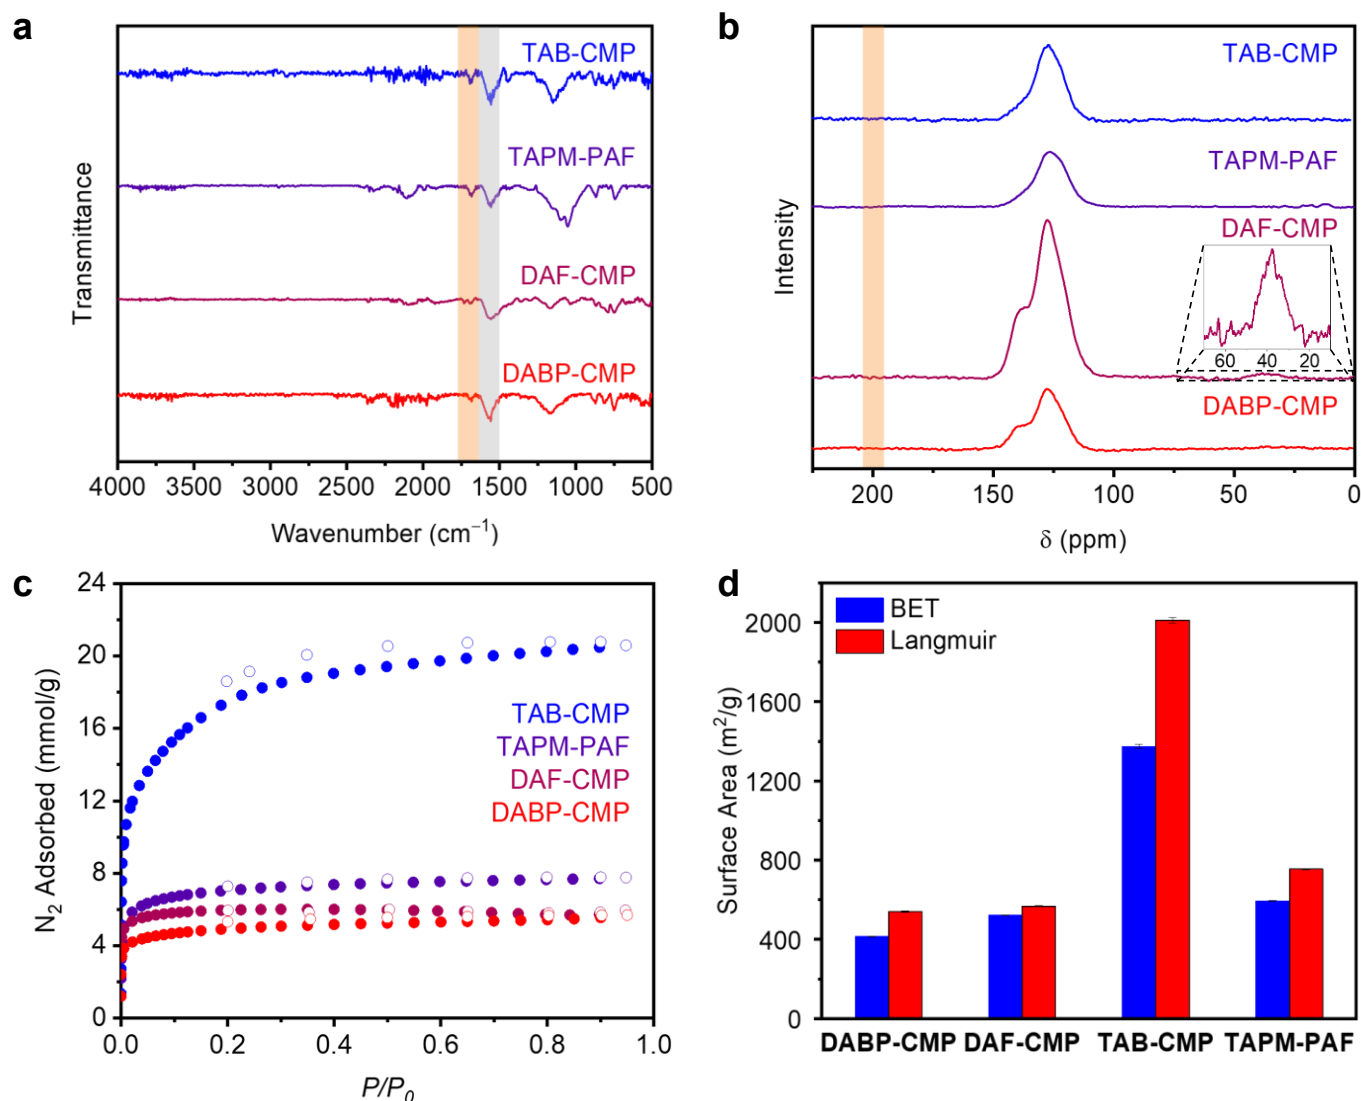 a
TAB-CMP
TAPM-PAF
DAF-CMP
DABP-CMP
Transmittance
4000 3500 3000 2500 2000 1500 1000 500
Wavenumber (cm⁻¹)
b
TAB-CMP
TAPM-PAF
DAF-CMP
60 40 20
DABP-CMP
Intensity
200 150 100 50 0
δ (ppm)
c
24
20
16
12
8
4
0
N₂ Adsorbed (mmol/g)
TAB-CMP
TAPM-PAF
DAF-CMP
DABP-CMP
0.0 0.2 0.4 0.6 0.8 1.0
P/P₀
d
BET
Langmuir
2000
1600
1200
800
400
0
Surface Area (m²/g)
DABP-CMP DAF-CMP TAB-CMP TAPM-PAF